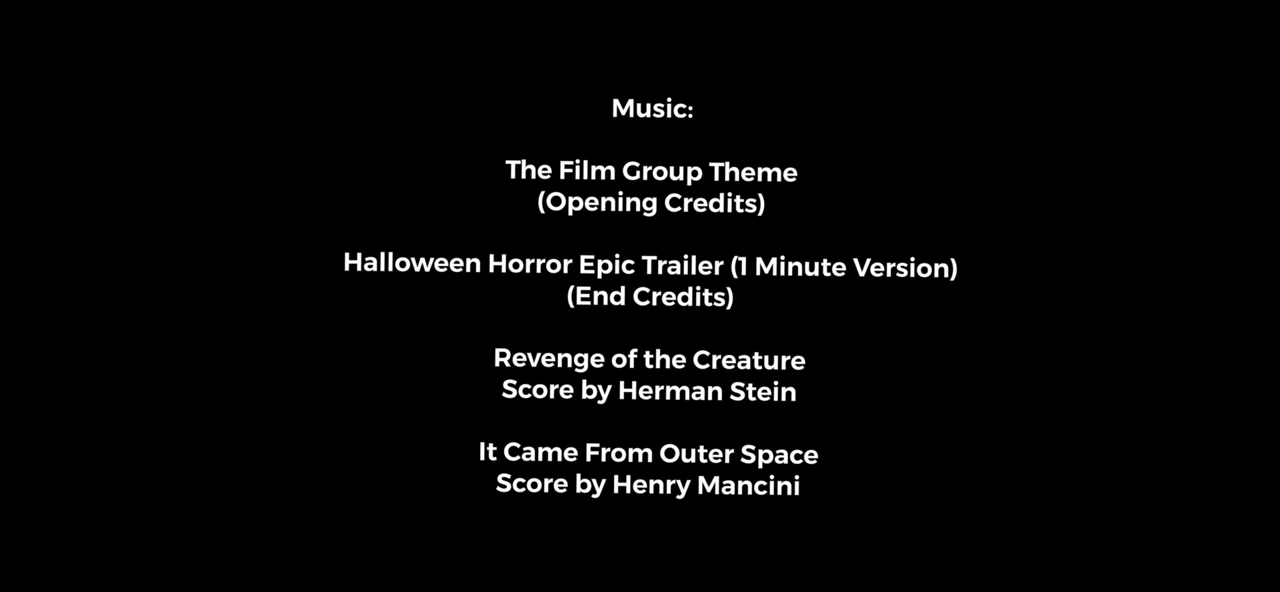 Music:
The Film Group Theme
(Opening Credits)
Halloween Horror Epic Trailer (1 Minute Version)
(End Credits)
Revenge of the Creature
Score by Herman Stein
It Came From Outer Space
Score by Henry Mancini